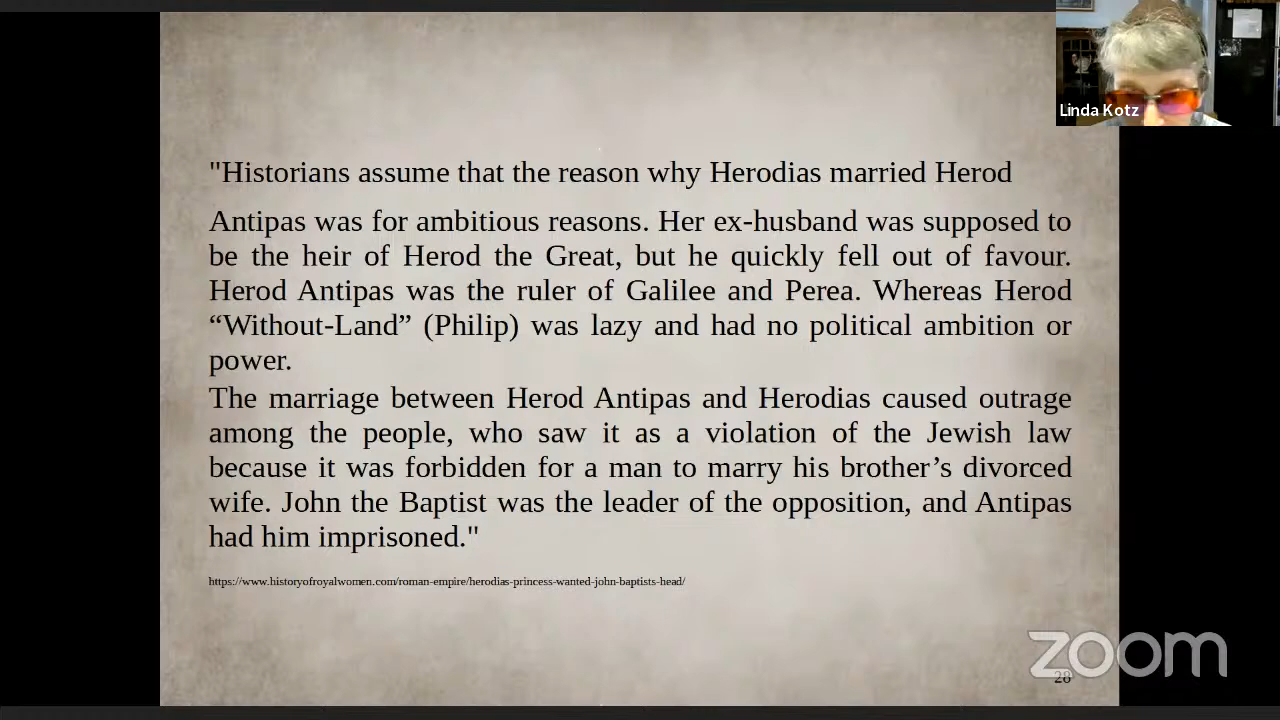 Linda Kotz
"Historians assume that the reason why Herodias married Herod
Antipas was for ambitious reasons. Her ex-husband was supposed to
be the heir of Herod the Great, but he quickly fell out of favour.
Herod Antipas was the ruler of Galilee and Perea. Whereas Herod
“Without-Land” (Philip) was lazy and had no political ambition or
power.
The marriage between Herod Antipas and Herodias caused outrage
among the people, who saw it as a violation of the Jewish law
because it was forbidden for a man to marry his brother’s divorced
wife. John the Baptist was the leader of the opposition, and Antipas
had him imprisoned."
https://www.historyofroyalwomen.com/roman-empire/herodias-princess-wanted-john-baptists-head/
zoom
28